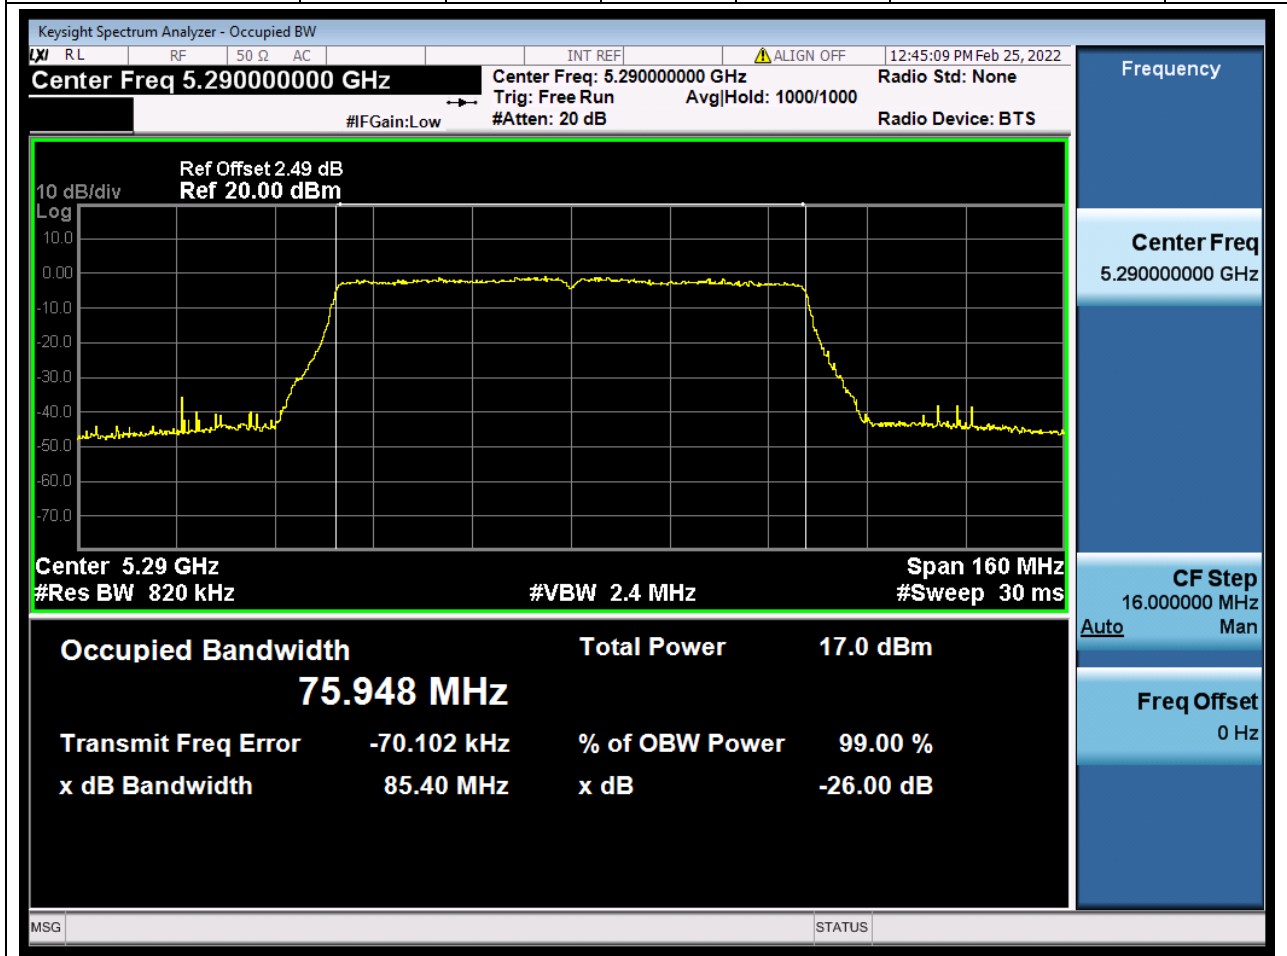 Keysight Spectrum Analyzer - Occupied BW
LXI RL RF 50 Ω AC INT REF ALIGN OFF 12:45:09 PM Feb 25, 2022
Center Freq 5.290000000 GHz Center Freq: 5.290000000 GHz Radio Std: None
Trig: Free Run Avg|Hold: 1000/1000
#IFGain:Low #Atten: 20 dB Radio Device: BTS
Ref Offset 2.49 dB
10 dB/div Ref 20.00 dBm
Log
10.0
0.00
-10.0
-20.0
-30.0
-40.0
-50.0
-60.0
-70.0
Center 5.29 GHz Span 160 MHz
#Res BW 820 kHz #VBW 2.4 MHz #Sweep 30 ms
Occupied Bandwidth Total Power 17.0 dBm
75.948 MHz
Transmit Freq Error -70.102 kHz % of OBW Power 99.00 %
x dB Bandwidth 85.40 MHz x dB -26.00 dB
MSG STATUS
Frequency
Center Freq
5.290000000 GHz
CF Step
16.000000 MHz
Auto Man
Freq Offset
0 Hz